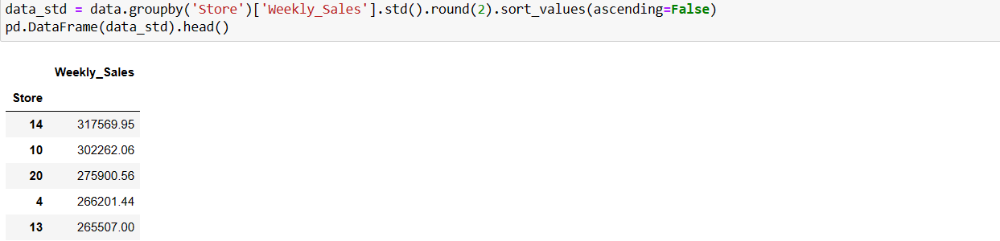 data_std = data.groupby('Store')['Weekly_Sales'].std().round(2).sort_values(ascending=False)
pd.DataFrame(data_std).head()
Weekly_Sales
Store
14 317569.95
10 302262.06
20 275900.56
4 266201.44
13 265507.00